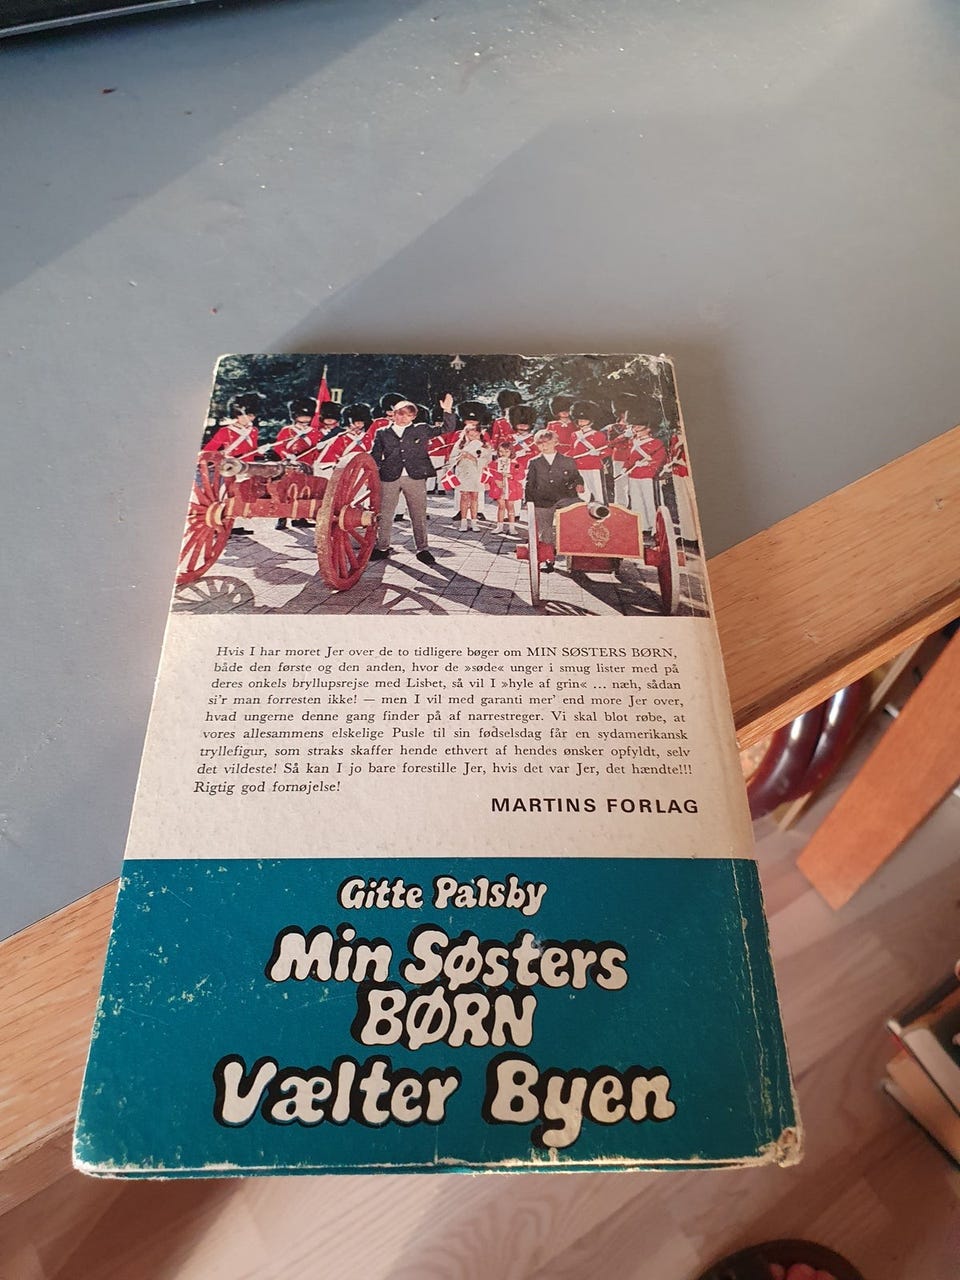 Hvis I har moret Jer over de to tidligere bøger om MIN SØSTERS BØRN,
både den første og den anden, hvor de »søde« unger i smug lister med på
deres onkels bryllupsrejse med Lisbet, så vil I »hyle af grin« ... næh, sådan
si'r man forresten ikke! — men I vil med garanti mer' end more Jer over,
hvad ungerne denne gang finder på af narrestreger. Vi skal blot røbe, at
vores allesammens elskelige Pusle til sin fødselsdag får en sydamerikansk
tryllefigur, som straks skaffer hende ethvert af hendes ønsker opfyldt, selv
det vildeste! Så kan I jo bare forestille Jer, hvis det var Jer, det hændte!!!
Rigtig god fornøjelse!
MARTINS FORLAG
Gitte Palsby
Min Søsters
BØRN
Vælter Byen